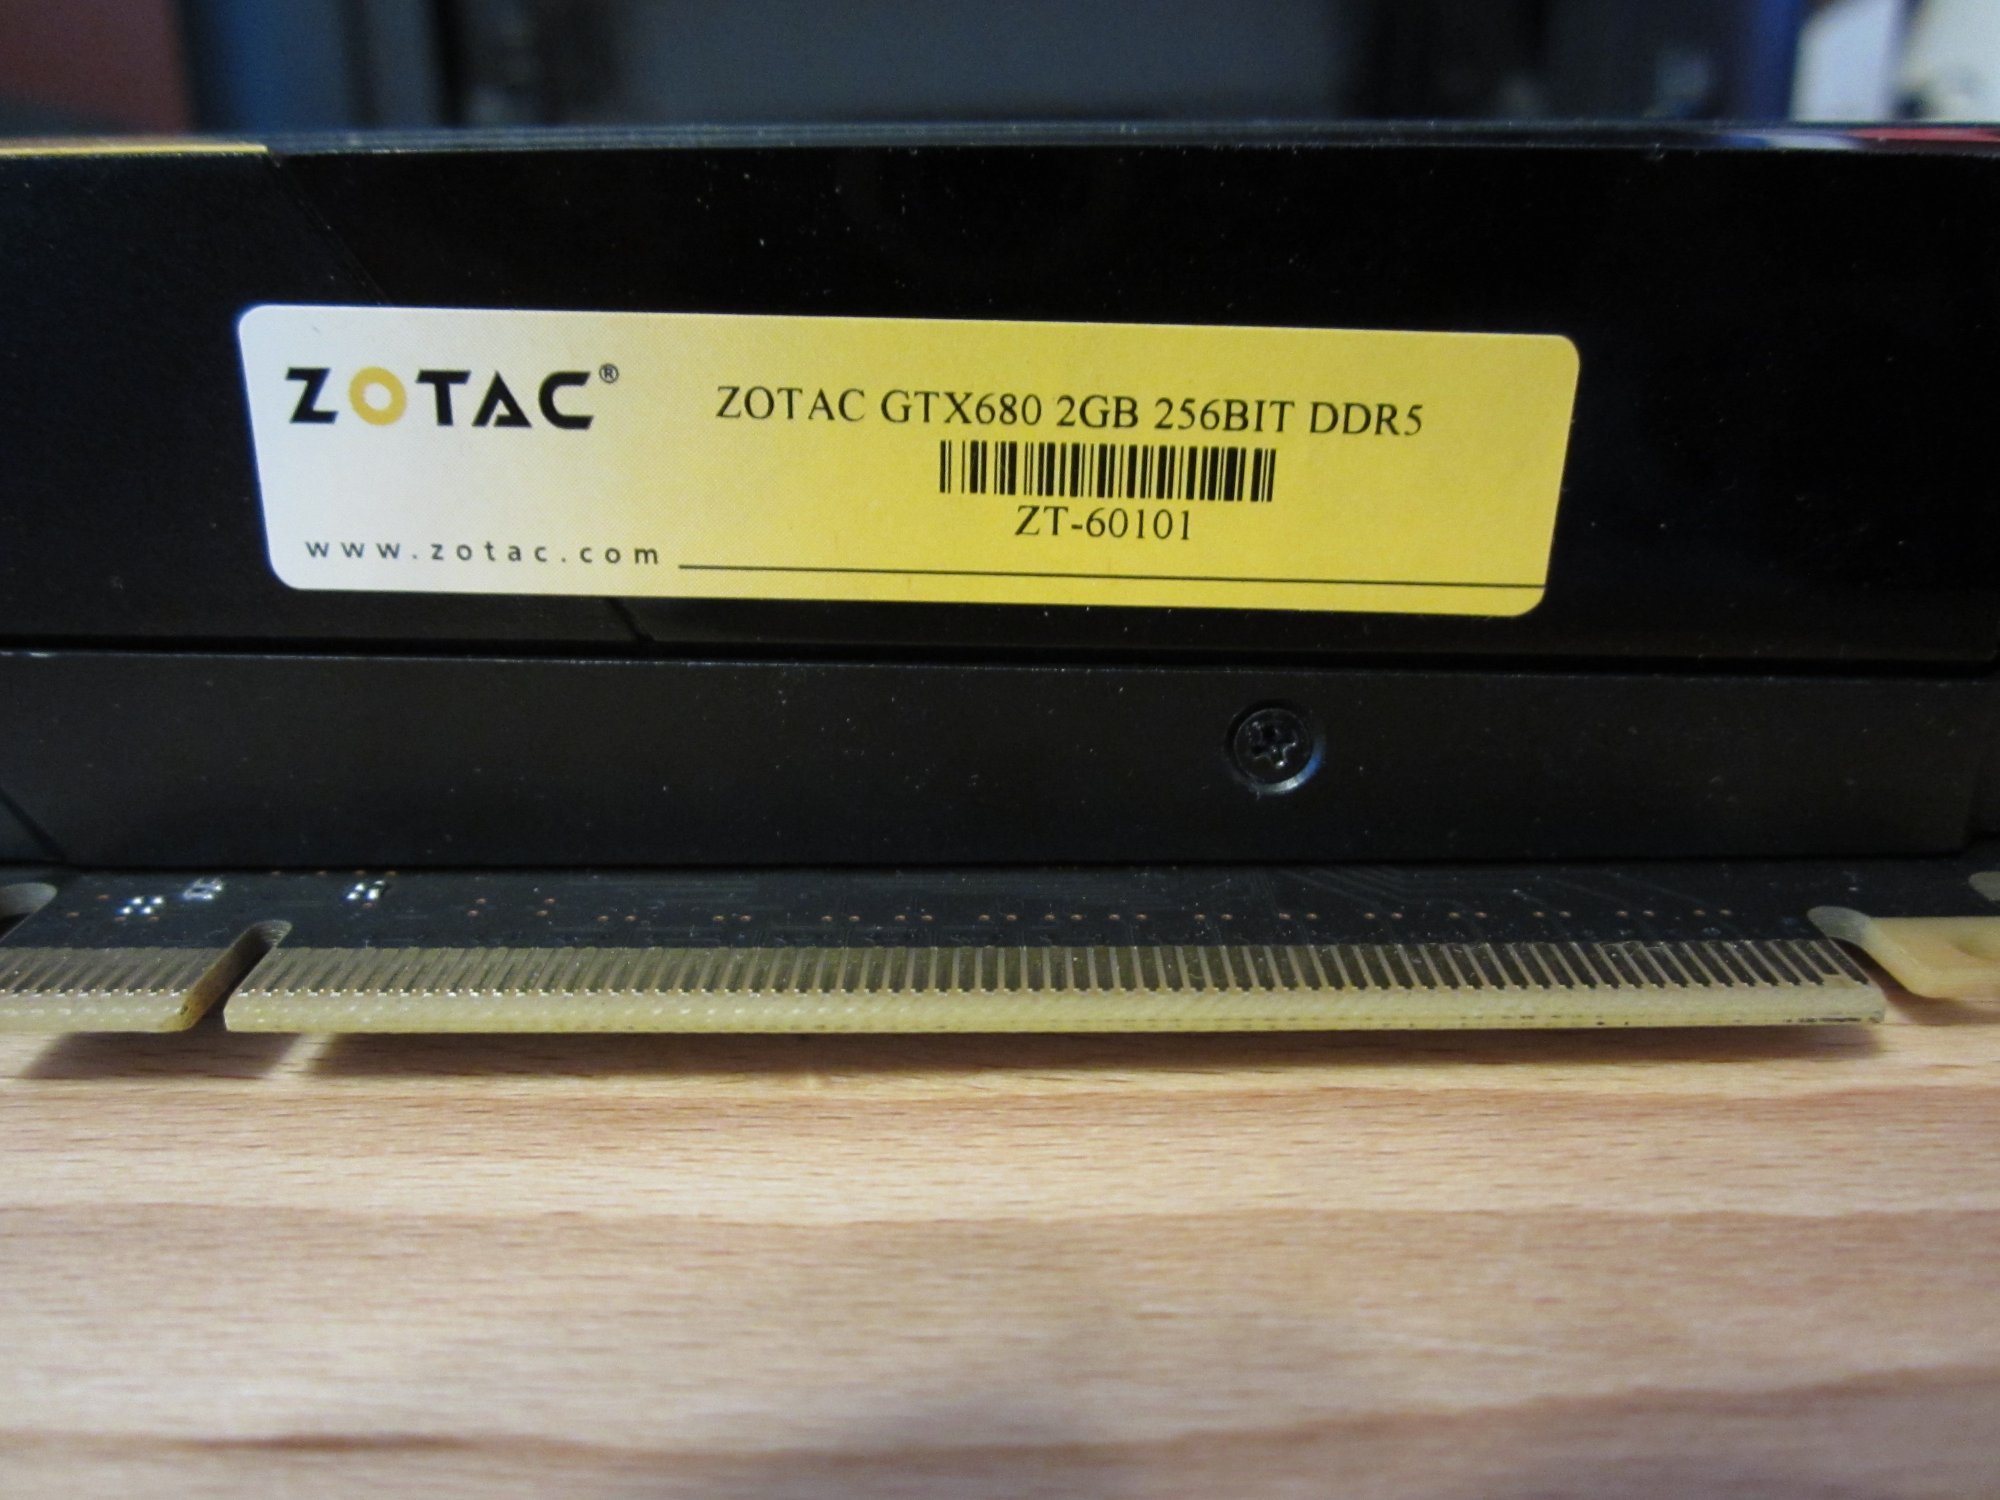 ZOTAC®
ZOTAC GTX680 2GB 256BIT DDR5
ZT-60101
www.zotac.com